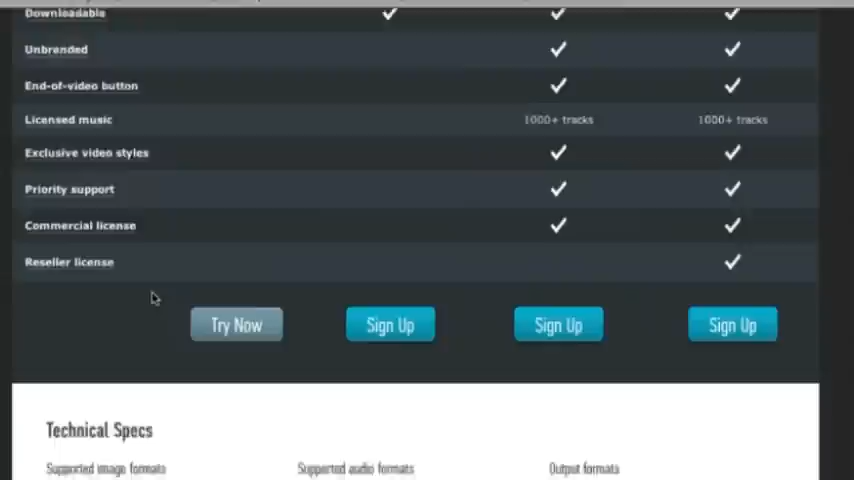 Downloadable
Unbrended
End-of-video button
Licensed music 1000+ tracks 1000+ tracks
Exclusive video styles
Priority support
Commercial license
Reseller license
Try Now Sign Up Sign Up Sign Up
Technical Specs
Supported image formats Supported audio formats Output formats